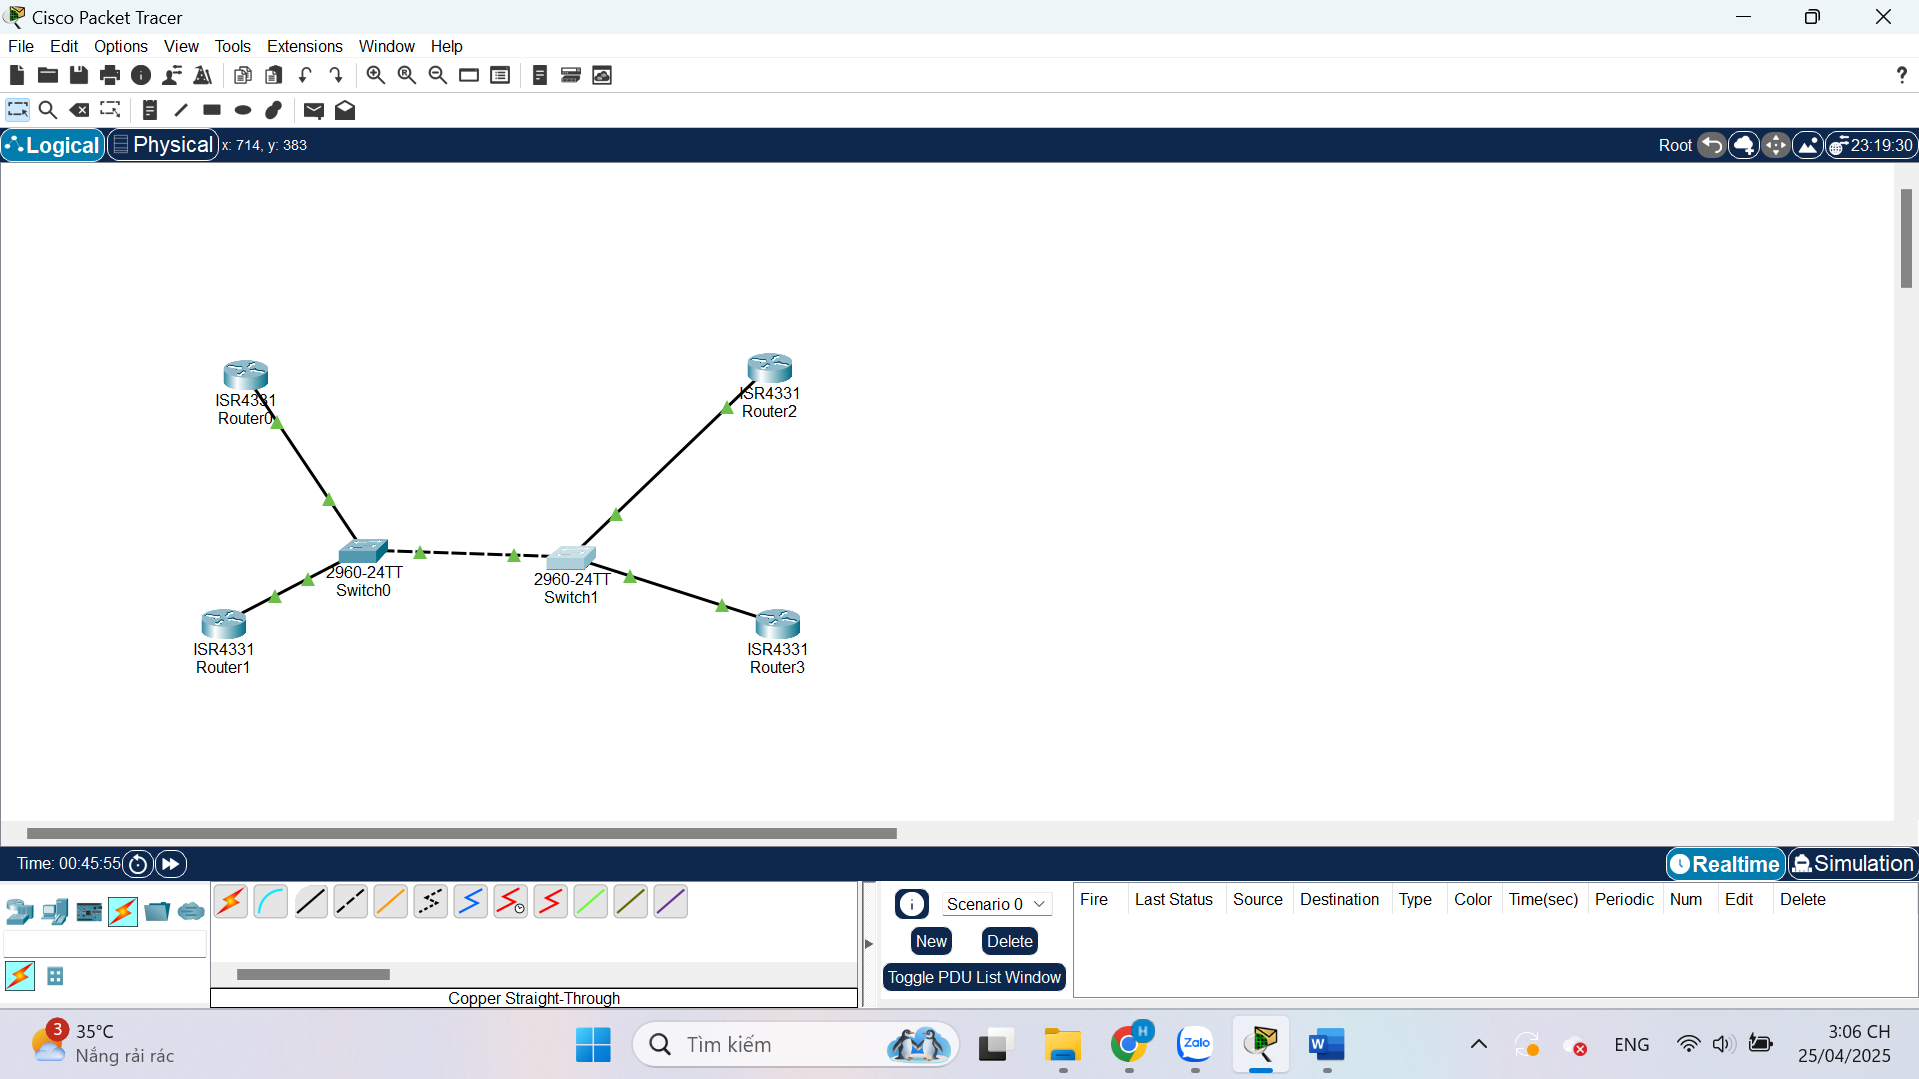 Cisco Packet Tracer
File Edit Options View Tools Extensions Window Help
?
Logical Physical x: 714, y: 383 Root 23:19:30
ISR4331
Router0
ISR4331
Router2
2960-24TT
Switch0
2960-24TT
Switch1
ISR4331
Router1
ISR4331
Router3
Time: 00:45:55 Realtime Simulation
Scenario 0
New Delete
Toggle PDU List Window
Fire Last Status Source Destination Type Color Time(sec) Periodic Num Edit Delete
Copper Straight-Through
3
35°C
Nắng rải rác
Tìm kiếm
H
Zalo
W
ENG
3:06 CH
25/04/2025